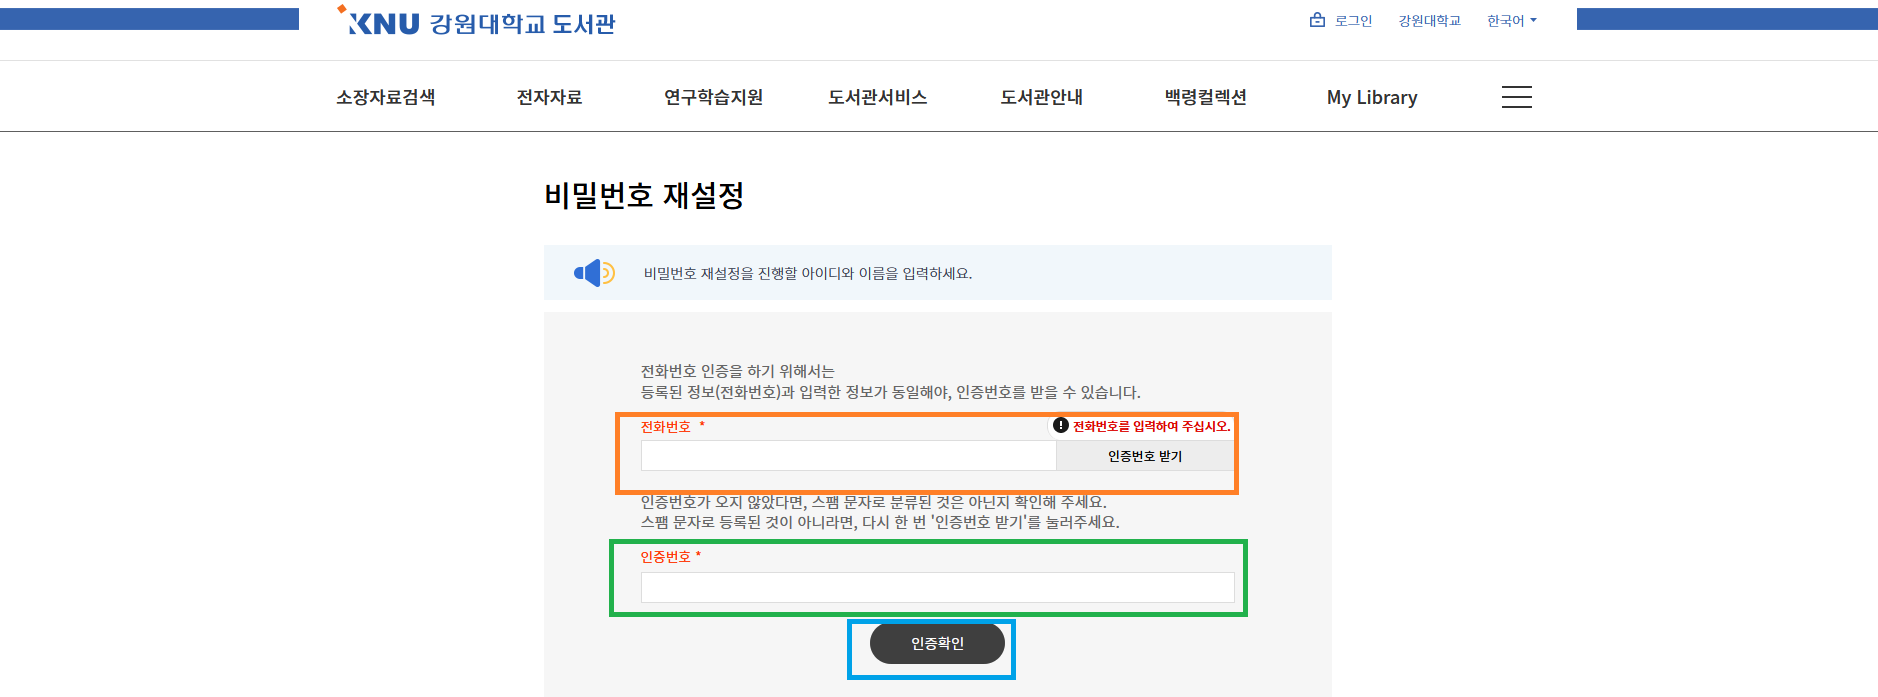 KNU 강원대학교 도서관
로그인 강원대학교 한국어
소장자료검색 전자자료 연구학습지원 도서관서비스 도서관안내 백령컬렉션 My Library
비밀번호 재설정
비밀번호 재설정을 진행할 아이디와 이름을 입력하세요.
전화번호 인증을 하기 위해서는
등록된 정보(전화번호)과 입력한 정보가 동일해야, 인증번호를 받을 수 있습니다.
전화번호 * ! 전화번호를 입력하여 주십시오.
인증번호 받기
인증번호가 오지 않았다면, 스팸 문자로 분류된 것은 아닌지 확인해 주세요.
스팸 문자로 등록된 것이 아니라면, 다시 한 번 '인증번호 받기'를 눌러주세요.
인증번호 *
인증확인